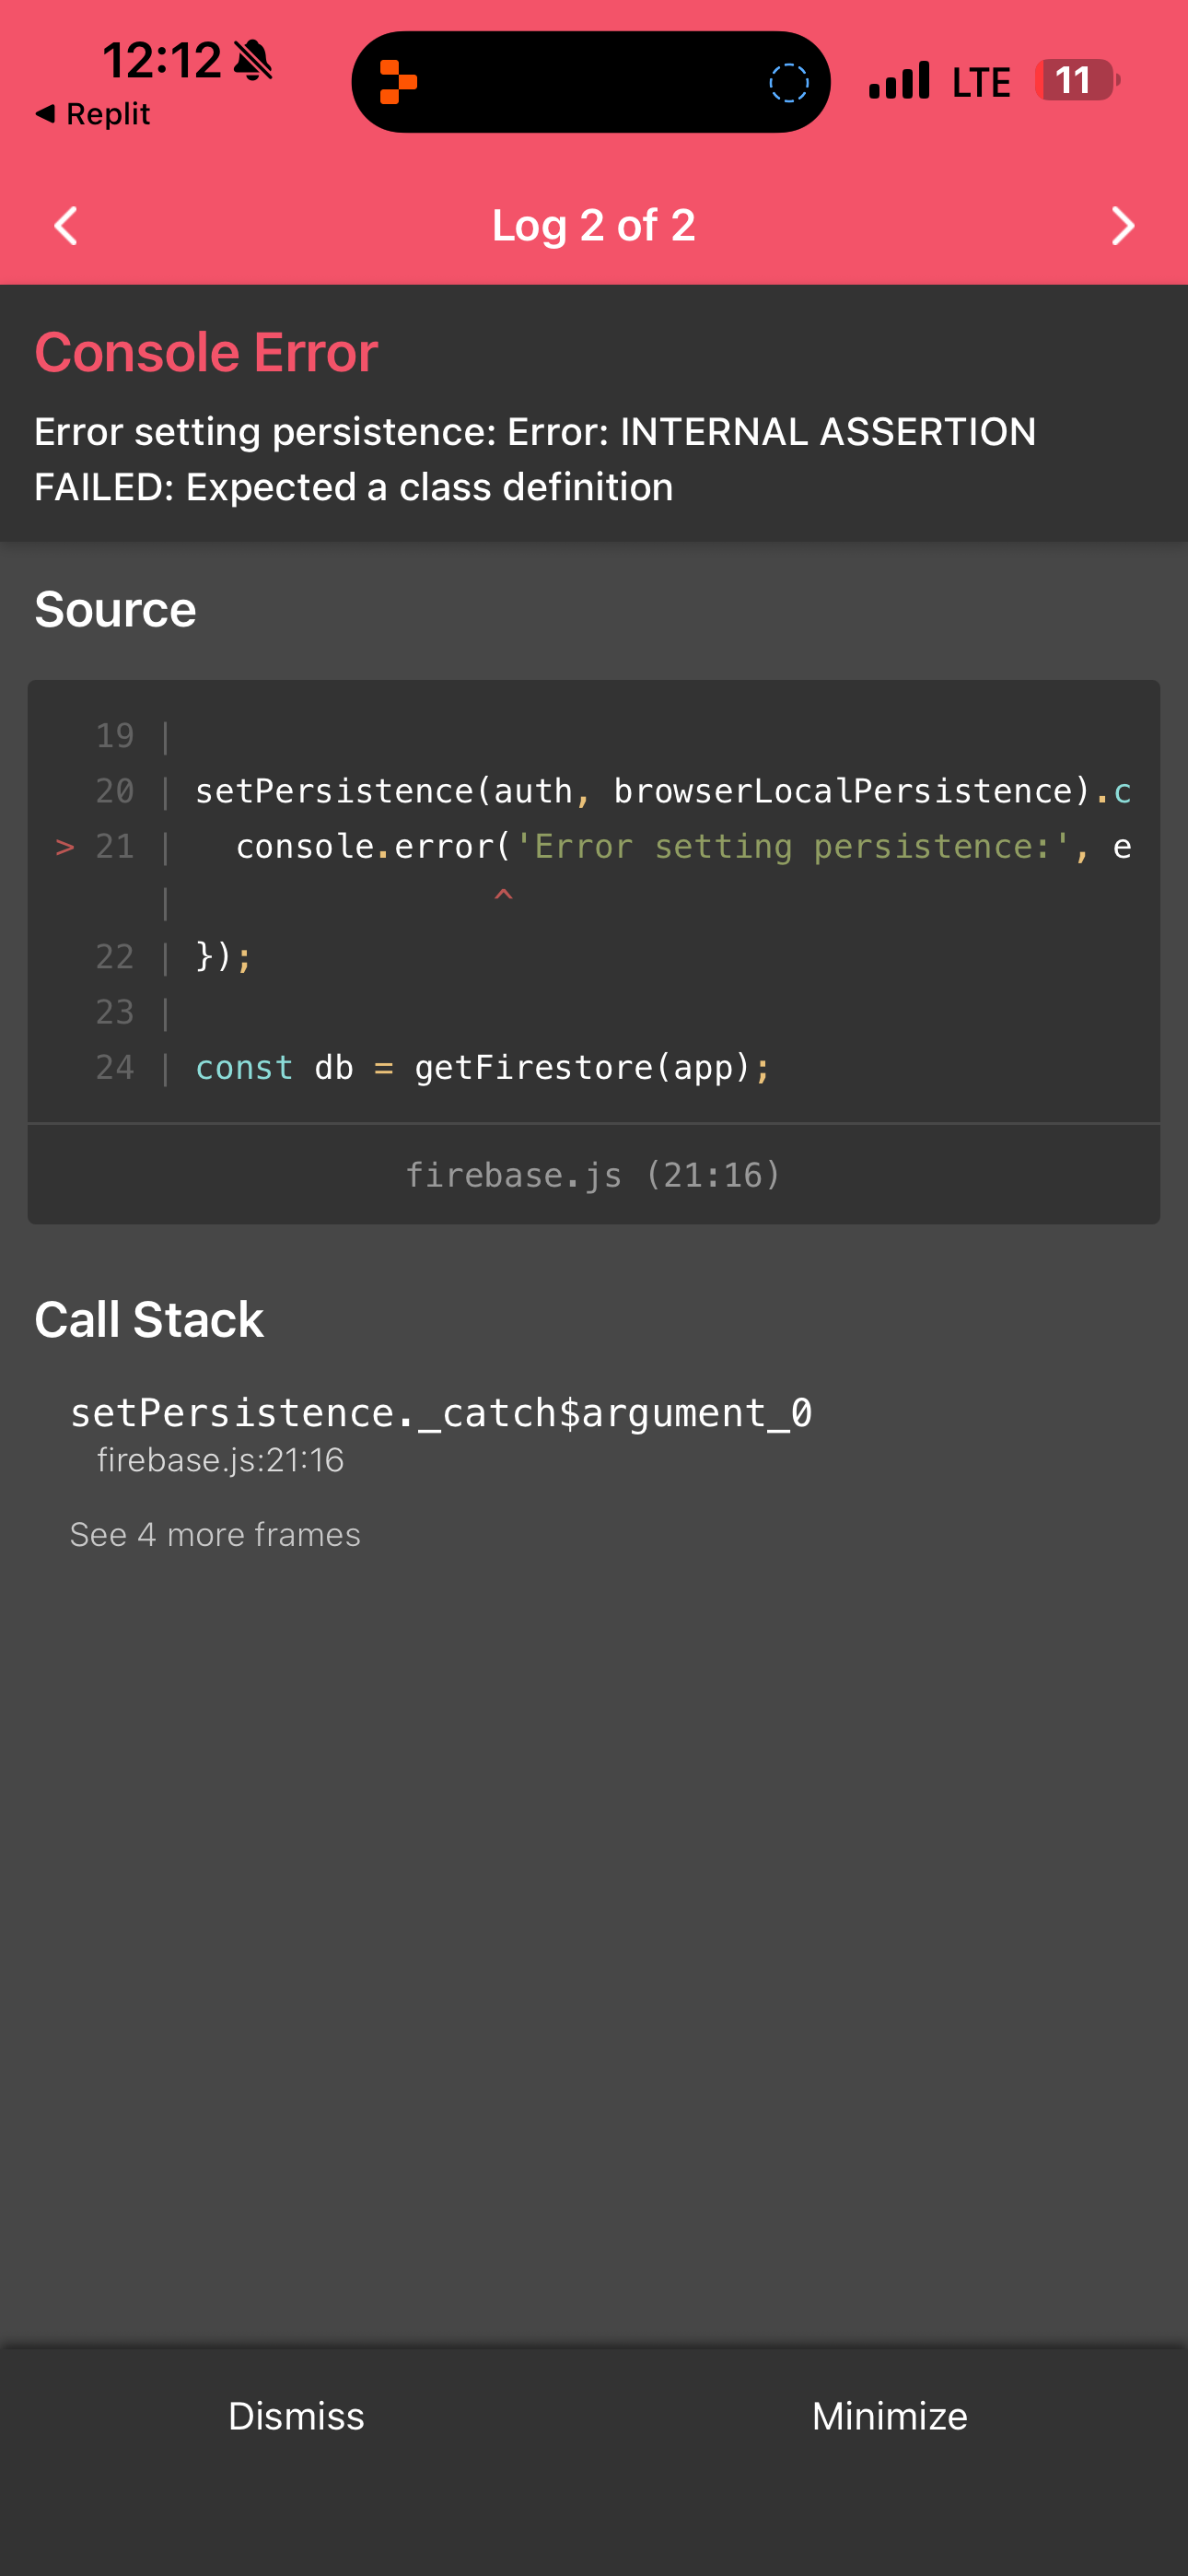 12:12
LTE
11
◀ Replit
Log 2 of 2
Console Error
Error setting persistence: Error: INTERNAL ASSERTION
FAILED: Expected a class definition
Source
19 |
20 | setPersistence(auth, browserLocalPersistence).c
> 21 |   console.error('Error setting persistence:', e
|                ^
22 | });
23 |
24 | const db = getFirestore(app);
firebase.js (21:16)
Call Stack
setPersistence._catch$argument_0
firebase.js:21:16
See 4 more frames
Dismiss
Minimize